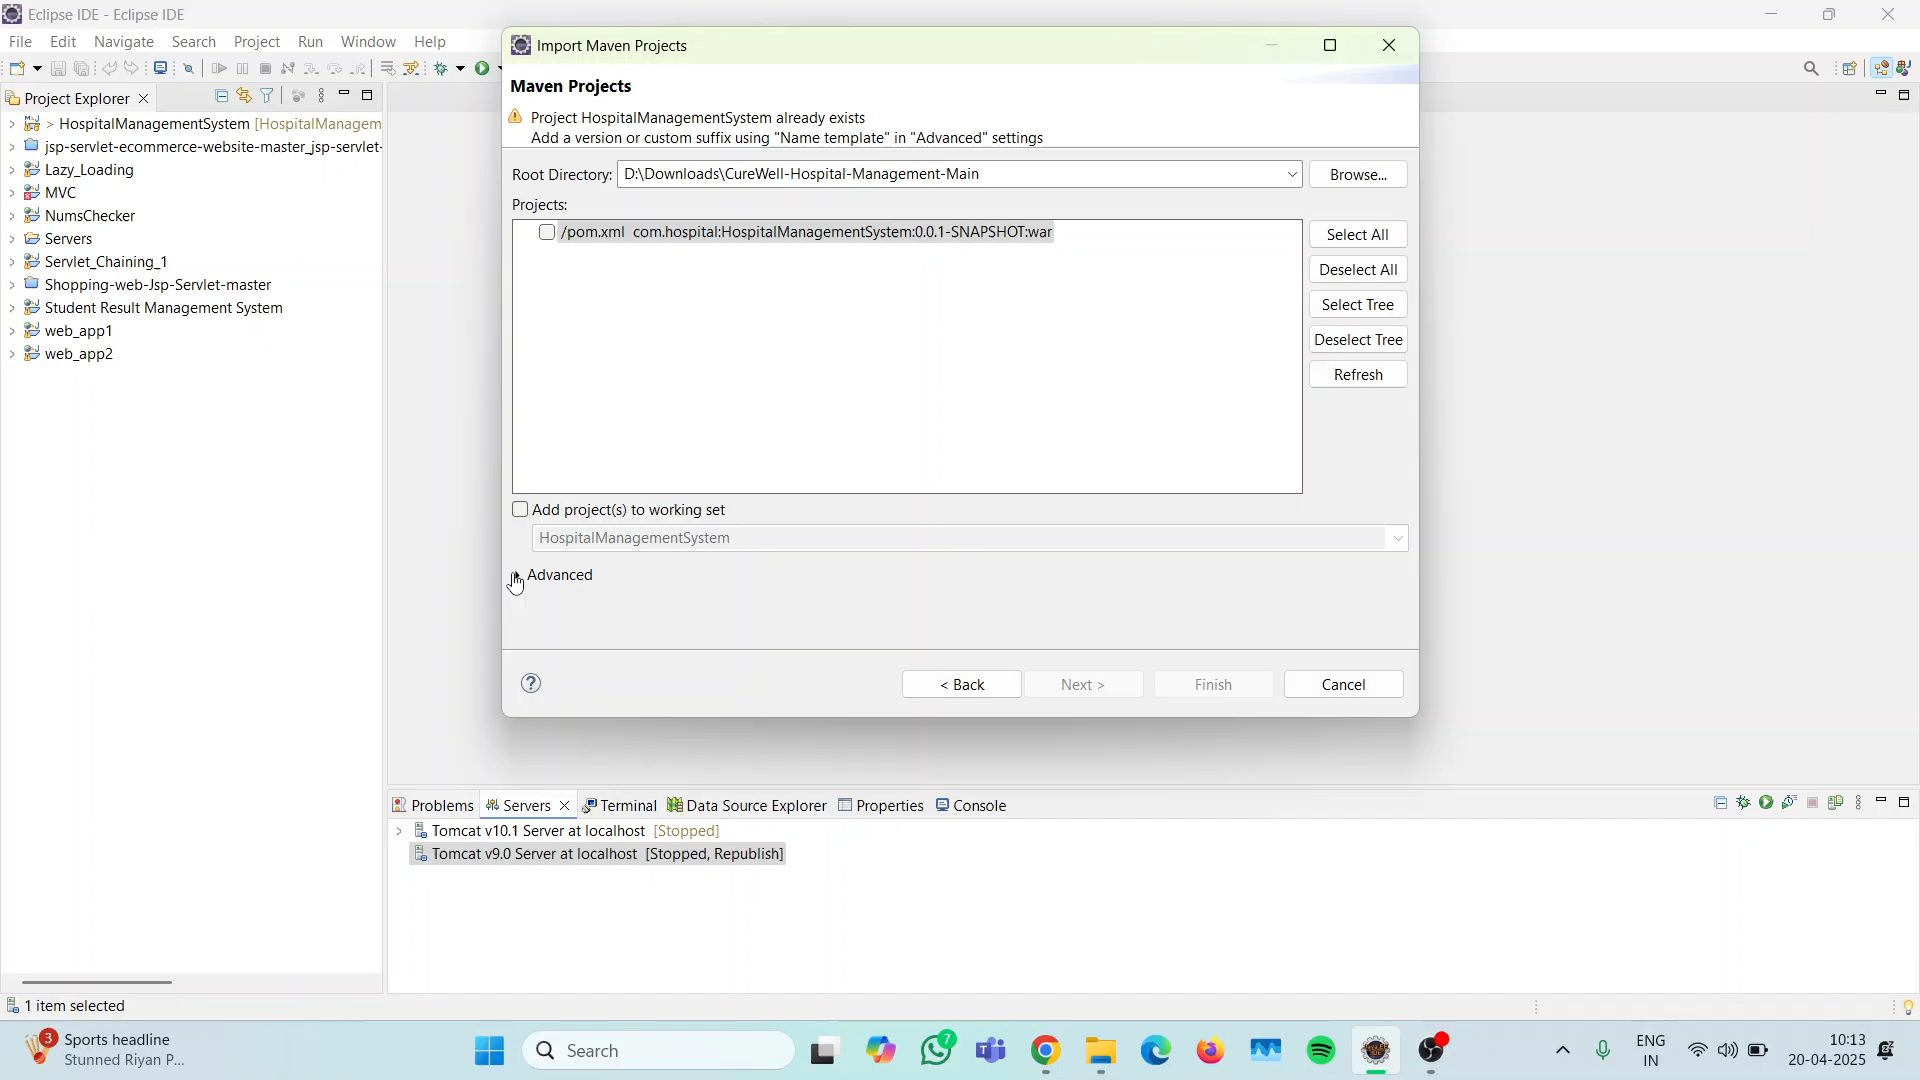 Eclipse IDE - Eclipse IDE
File Edit Navigate Search Project Run Window Help
Project Explorer
> HospitalManagementSystem [HospitalManagem
jsp-servlet-ecommerce-website-master_jsp-servlet-
Lazy_Loading
MVC
NumsChecker
Servers
Servlet_Chaining_1
Shopping-web-Jsp-Servlet-master
Student Result Management System
web_app1
web_app2
Import Maven Projects
Maven Projects
Project HospitalManagementSystem already exists
Add a version or custom suffix using "Name template" in "Advanced" settings
Root Directory: D:\Downloads\CureWell-Hospital-Management-Main Browse...
Projects:
/pom.xml com.hospital:HospitalManagementSystem:0.0.1-SNAPSHOT:war
Select All
Deselect All
Select Tree
Deselect Tree
Refresh
Add project(s) to working set
HospitalManagementSystem
Advanced
? < Back Next > Finish Cancel
Problems Servers Terminal Data Source Explorer Properties Console
Tomcat v10.1 Server at localhost [Stopped]
Tomcat v9.0 Server at localhost [Stopped, Republish]
1 item selected
3 Sports headline
Stunned Riyan P...
Search
7
ENG
IN
10:13
20-04-2025